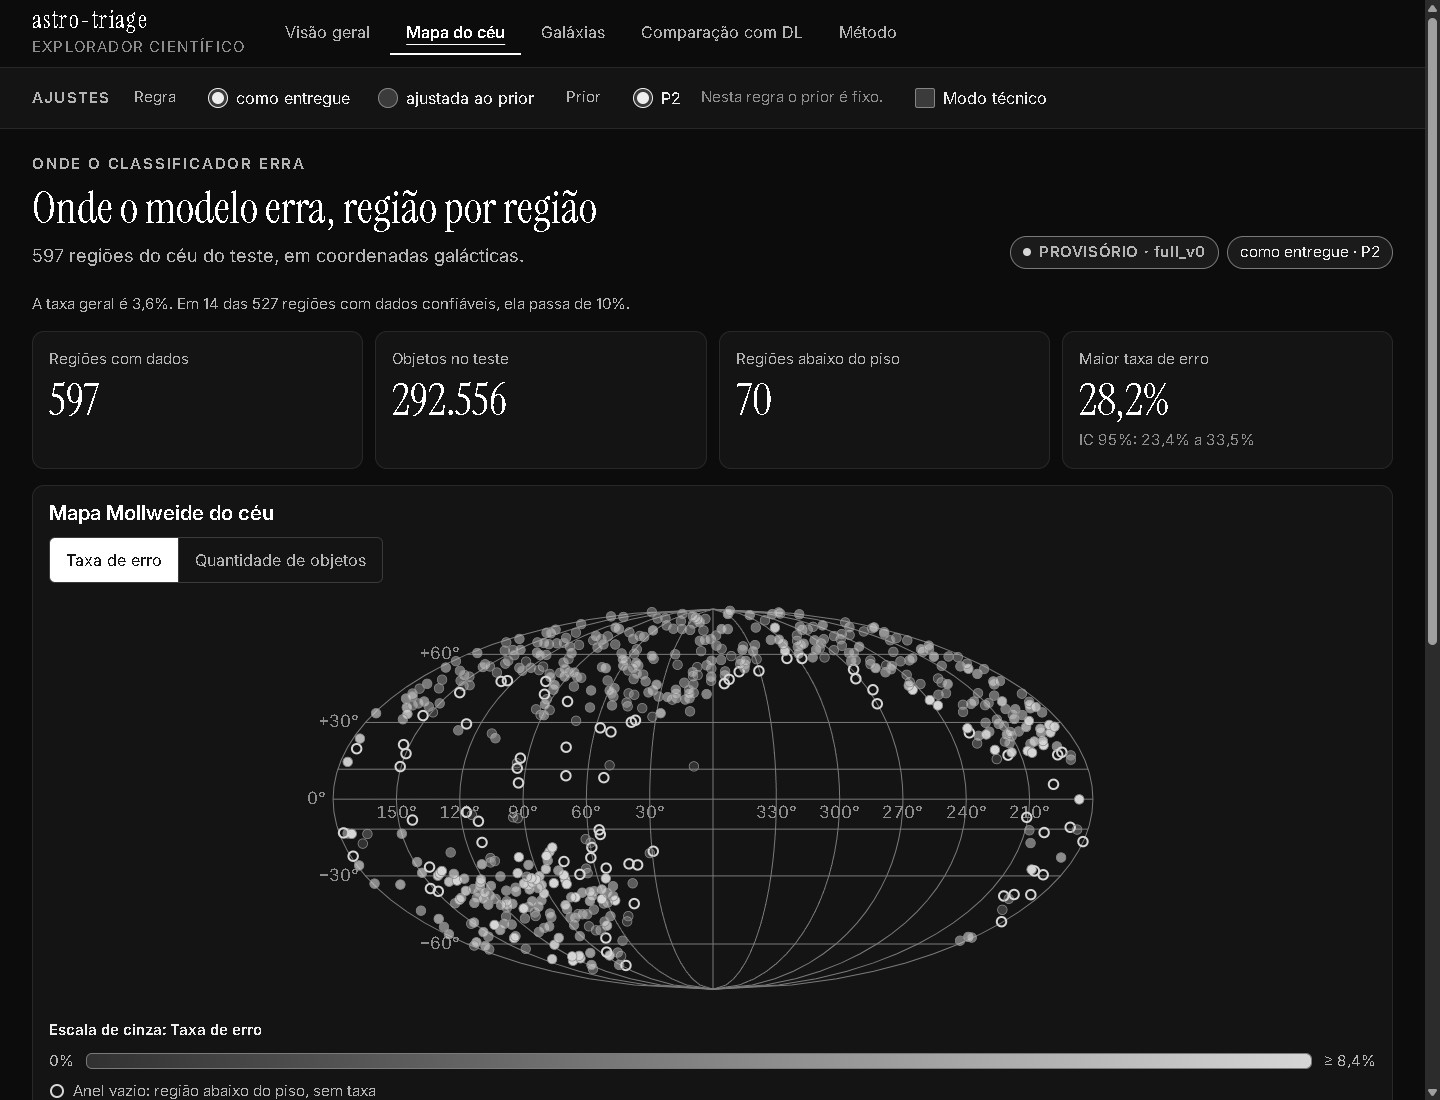 astro-triage
EXPLORADOR CIENTÍFICO
Visão geral
Mapa do céu
Galáxias
Comparação com DL
Método
AJUSTES
Regra
como entregue
ajustada ao prior
Prior
P2
Nesta regra o prior é fixo.
Modo técnico
ONDE O CLASSIFICADOR ERRA
Onde o modelo erra, região por região
597 regiões do céu do teste, em coordenadas galácticas.
PROVISÓRIO · full_v0
como entregue · P2
A taxa geral é 3,6%. Em 14 das 527 regiões com dados confiáveis, ela passa de 10%.
Regiões com dados
597
Objetos no teste
292.556
Regiões abaixo do piso
70
Maior taxa de erro
28,2%
IC 95%: 23,4% a 33,5%
Mapa Mollweide do céu
Taxa de erro
Quantidade de objetos
+60°
+30°
0°
150°
120°
90°
60°
30°
330°
300°
270°
240°
210°
−30°
−60°
Escala de cinza: Taxa de erro
0%
≥ 8,4%
Anel vazio: região abaixo do piso, sem taxa